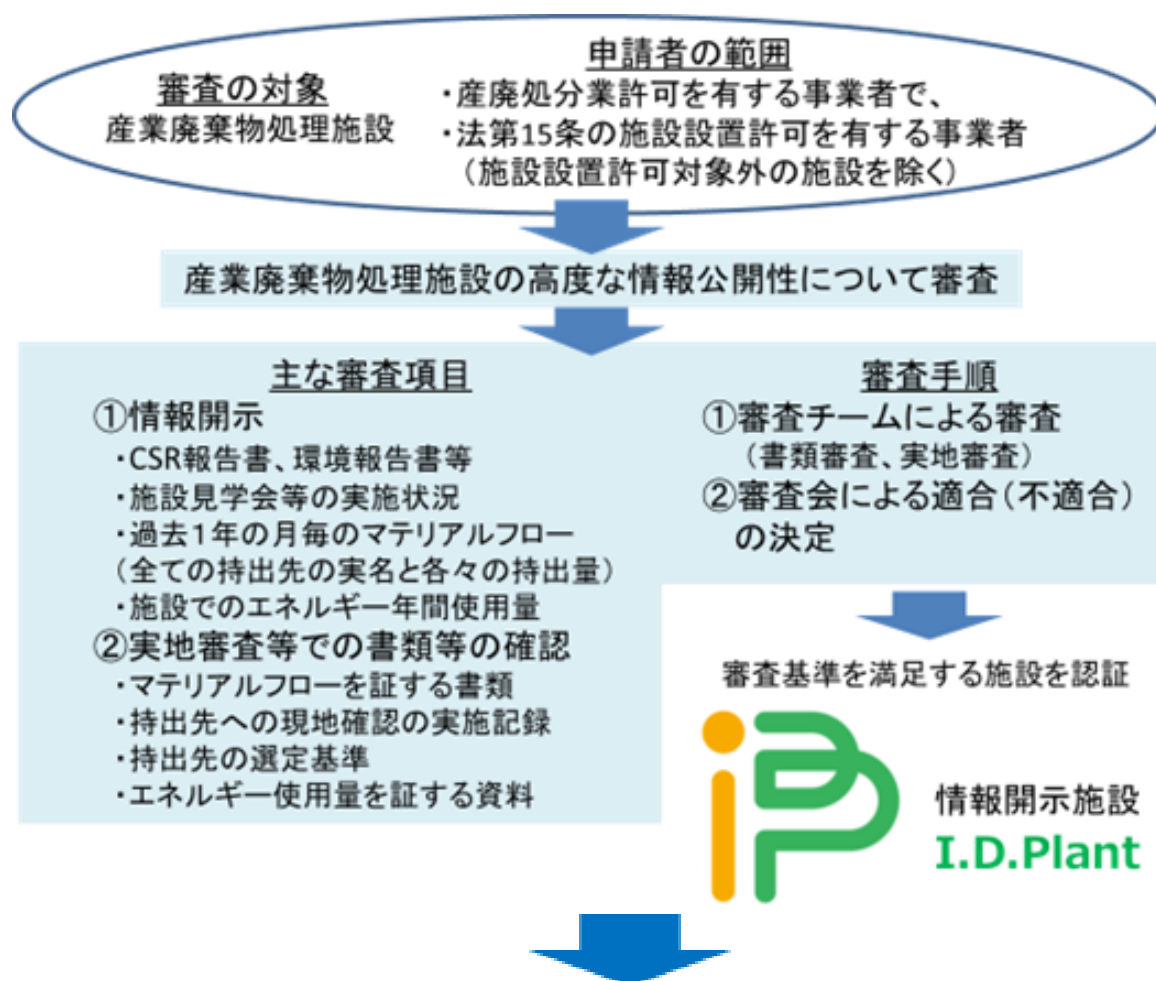 審査の対象
産業廃棄物処理施設
申請者の範囲
・産廃処分業許可を有する事業者で、
・法第15条の施設設置許可を有する事業者
（施設設置許可対象外の施設を除く）
産業廃棄物処理施設の高度な情報公開性について審査
主な審査項目
①情報開示
・CSR報告書、環境報告書等
・施設見学会等の実施状況
・過去1年の月毎のマテリアルフロー
（全ての持出先の実名と各々の持出量）
・施設でのエネルギー年間使用量
②実地審査等での書類等の確認
・マテリアルフローを証する書類
・持出先への現地確認の実施記録
・持出先の選定基準
・エネルギー使用量を証する資料
審査手順
①審査チームによる審査
（書類審査、実地審査）
②審査会による適合（不適合）
の決定
審査基準を満足する施設を認証
情報開示施設
I.D.Plant